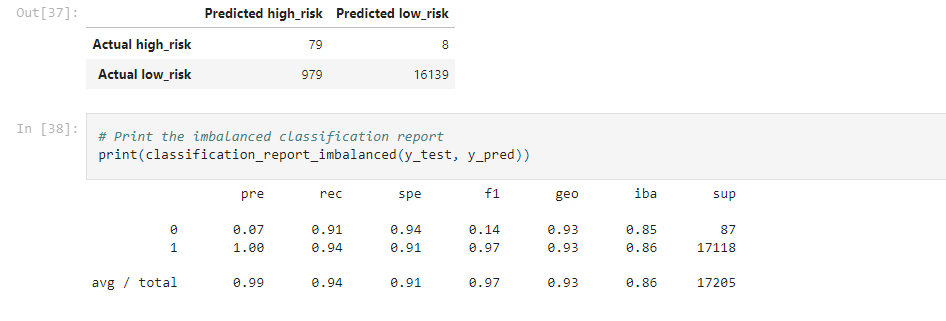 Out[37]:
Predicted high_risk Predicted low_risk
Actual high_risk 79 8
Actual low_risk 979 16139
In [38]:
# Print the imbalanced classification report
print(classification_report_imbalanced(y_test, y_pred))
pre rec spe f1 geo iba sup
0 0.07 0.91 0.94 0.14 0.93 0.85 87
1 1.00 0.94 0.91 0.97 0.93 0.86 17118
avg / total 0.99 0.94 0.91 0.97 0.93 0.86 17205